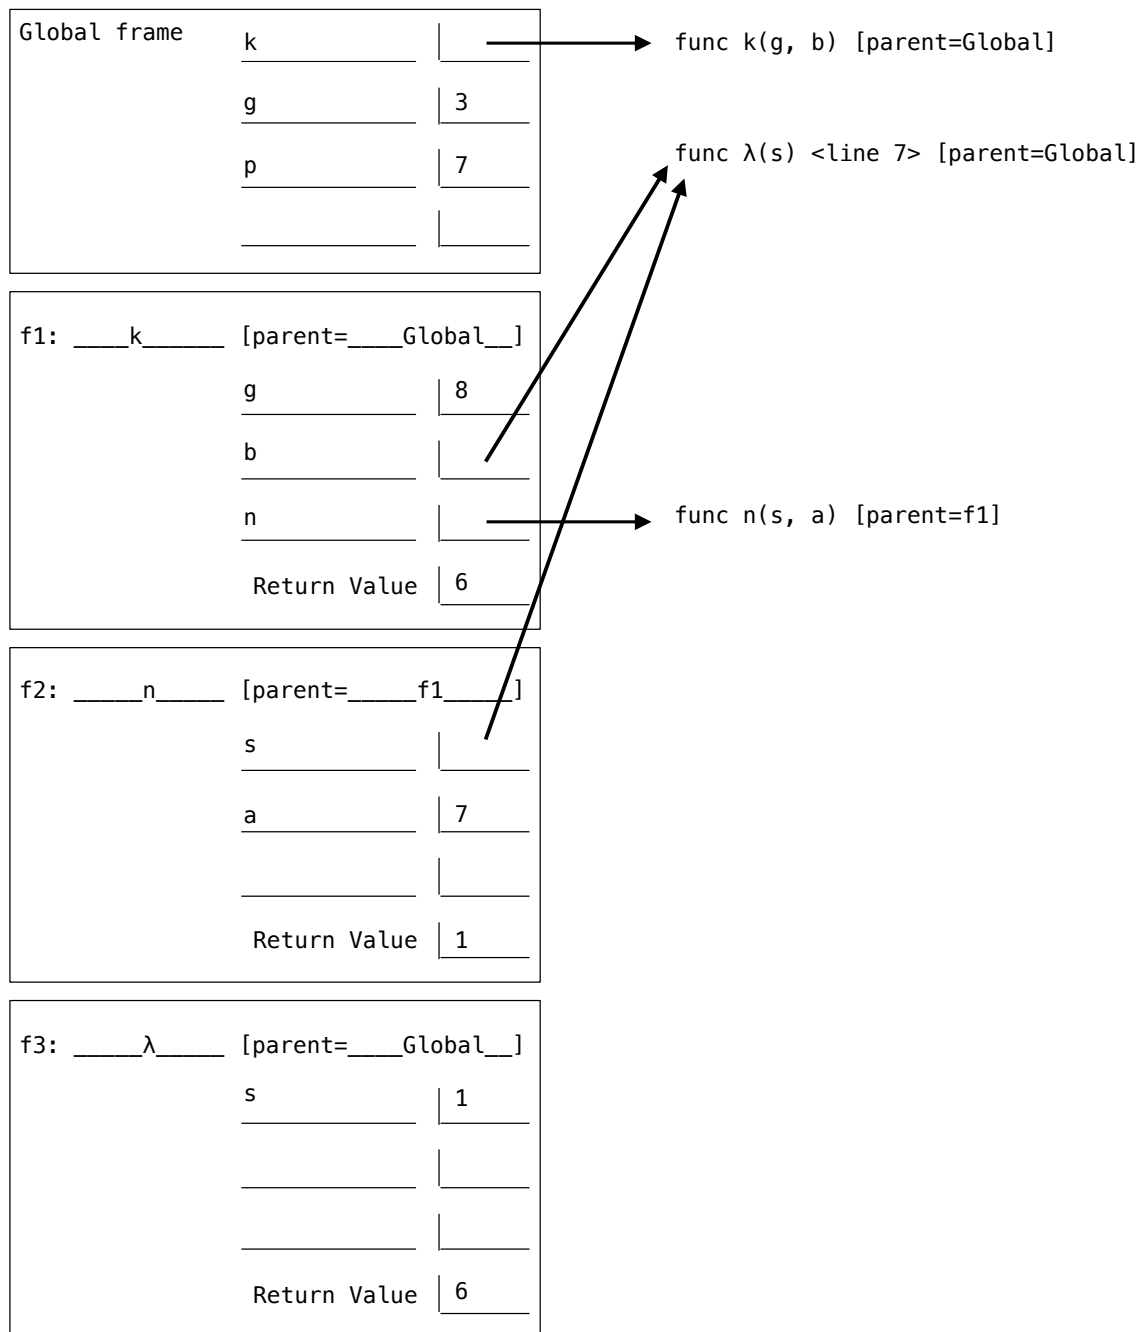 Global frame
k
func k(g, b) [parent=Global]
g 3
func λ(s) <line 7> [parent=Global]
p 7
f1: ____k______ [parent=____Global__]
g 8
b
n
func n(s, a) [parent=f1]
Return Value 6
f2: _____n_____ [parent=_____f1_____]
s
a 7
Return Value 1
f3: _____λ_____ [parent=____Global__]
s 1
Return Value 6